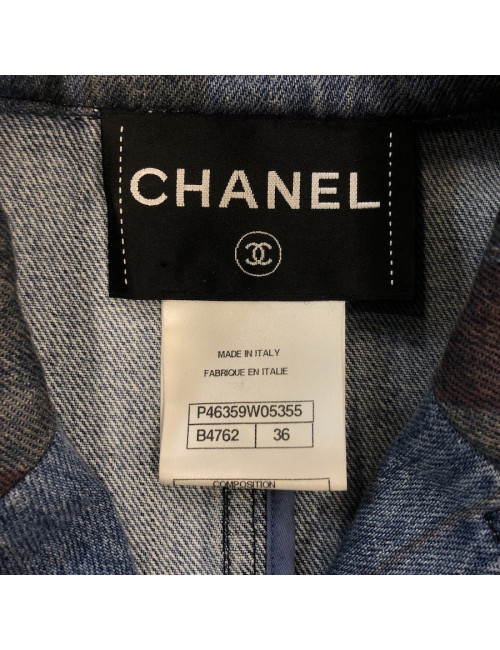 CHANEL
MADE IN ITALY
FABRIQUE EN ITALIE
P46359W05355
B4762 36
COMPOSITION